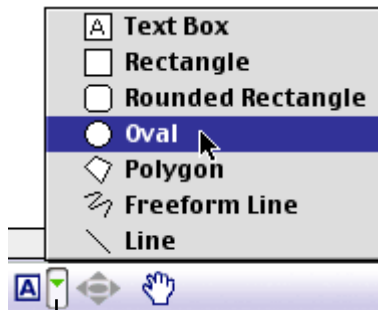 A Text Box
Rectangle
Rounded Rectangle
Oval
Polygon
Freeform Line
Line
A